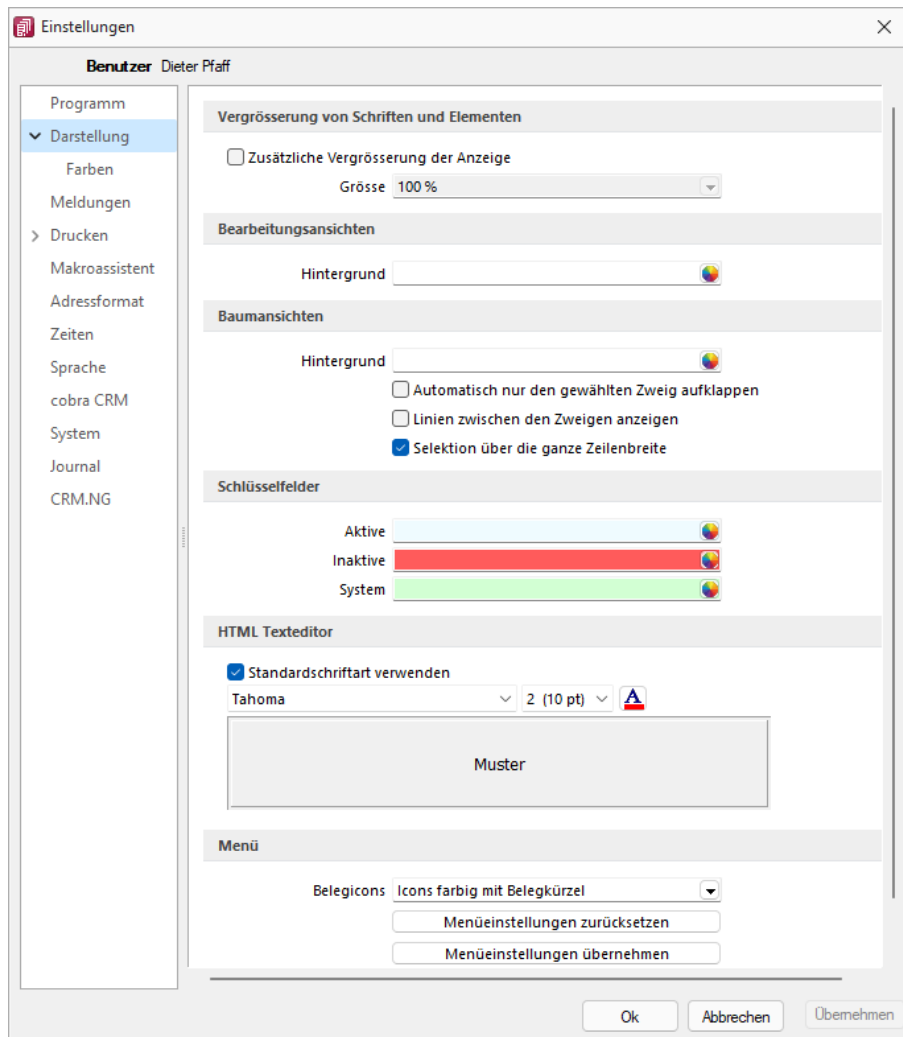 Einstellungen
Benutzer Dieter Pfaff
Programm
Darstellung
Farben
Meldungen
Drucken
Makroassistent
Adressformat
Zeiten
Sprache
cobra CRM
System
Journal
CRM.NG
Vergrösserung von Schriften und Elementen
Zusätzliche Vergrösserung der Anzeige
Grösse 100 %
Bearbeitungsansichten
Hintergrund
Baumansichten
Hintergrund
Automatisch nur den gewählten Zweig aufklappen
Linien zwischen den Zweigen anzeigen
Selektion über die ganze Zeilenbreite
Schlüsselfelder
Aktive
Inaktive
System
HTML Texteditor
Standardschriftart verwenden
Tahoma 2 (10 pt) A
Muster
Menü
Belegicons Icons farbig mit Belegkürzel
Menüeinstellungen zurücksetzen
Menüeinstellungen übernehmen
Ok Abbrechen Übernehmen